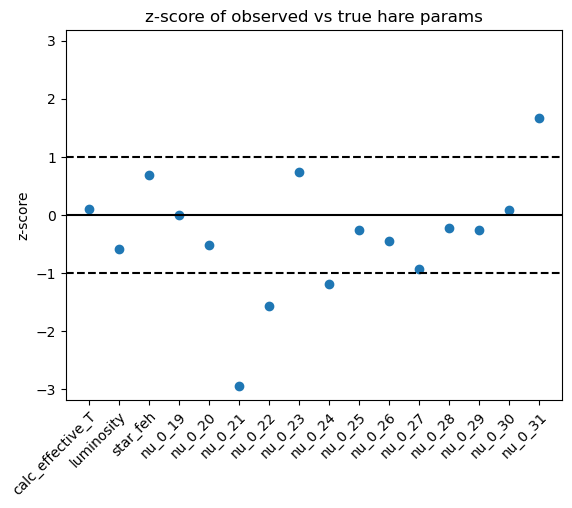 z-score of observed vs true hare params
3
2
1
0
−1
−2
−3
z-score
calc_effective_T
luminosity
star_feh
nu_0_19
nu_0_20
nu_0_21
nu_0_22
nu_0_23
nu_0_24
nu_0_25
nu_0_26
nu_0_27
nu_0_28
nu_0_29
nu_0_30
nu_0_31